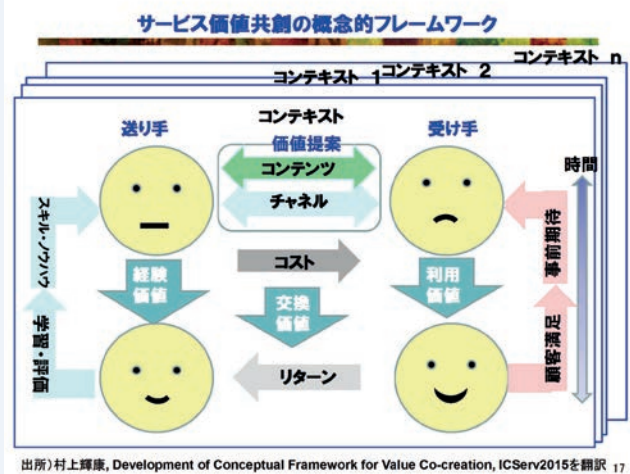 サービス価値共創の概念的フレームワーク
コンテキスト n
コンテキスト 2
コンテキスト 1
コンテキスト
送り手
価値提案
受け手
コンテンツ
チャネル
時間
スキル・ノウハウ
事前期待
コスト
経験
価値
交換
価値
利用
価値
学習・評価
顧客満足
リターン
出所)村上輝康, Development of Conceptual Framework for Value Co-creation, ICServ2015を翻訳
17